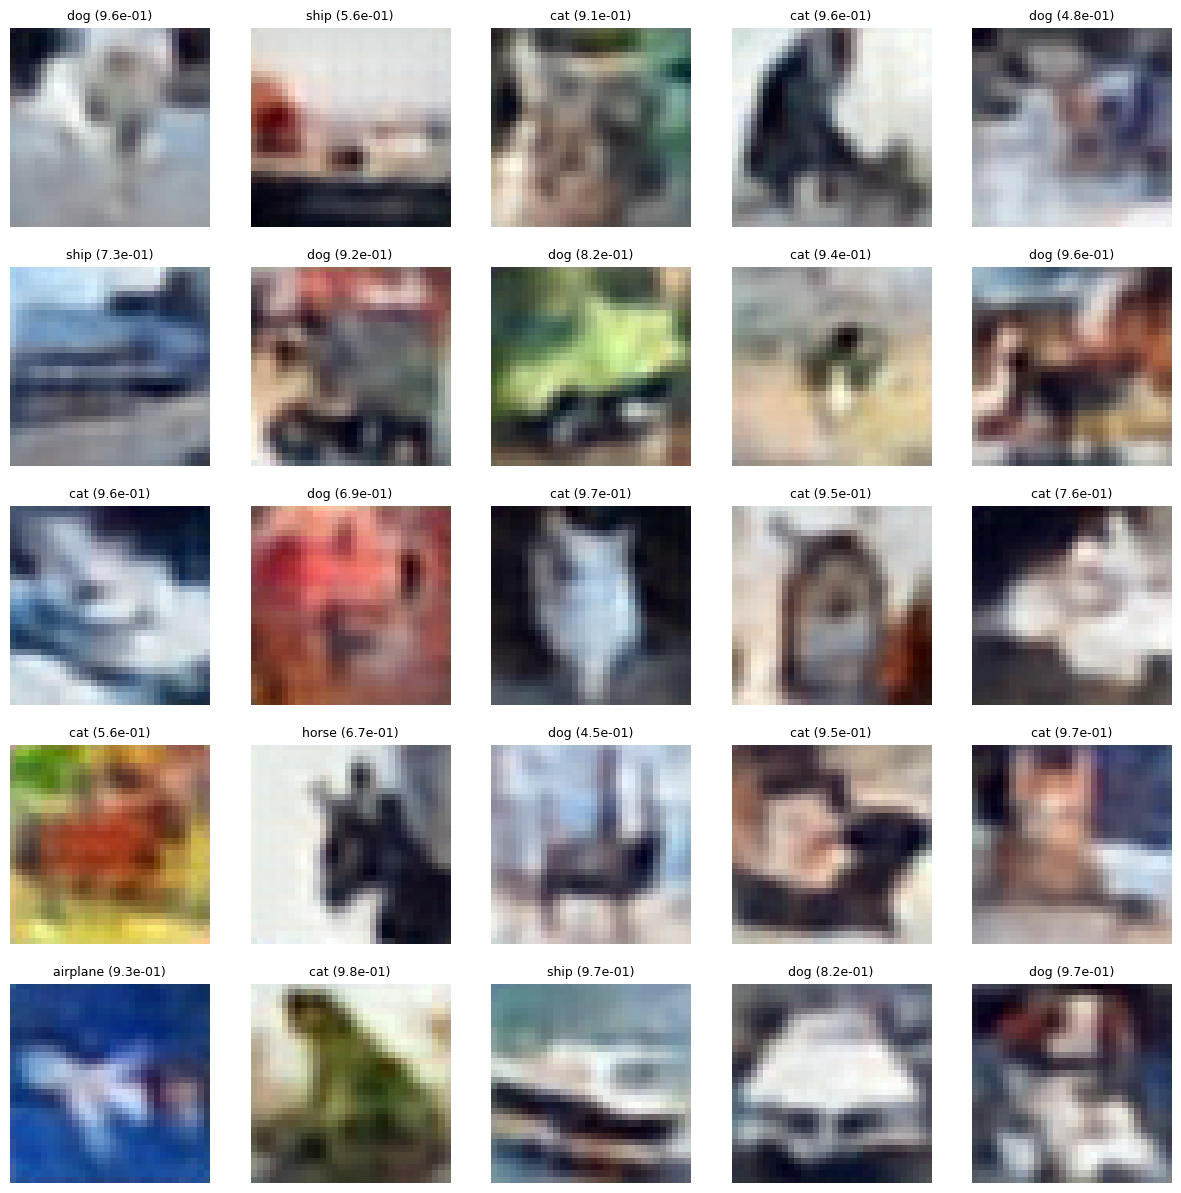 dog (9.6e-01)
ship (5.6e-01)
cat (9.1e-01)
cat (9.6e-01)
dog (4.8e-01)
ship (7.3e-01)
dog (9.2e-01)
dog (8.2e-01)
cat (9.4e-01)
dog (9.6e-01)
cat (9.6e-01)
dog (6.9e-01)
cat (9.7e-01)
cat (9.5e-01)
cat (7.6e-01)
cat (5.6e-01)
horse (6.7e-01)
dog (4.5e-01)
cat (9.5e-01)
cat (9.7e-01)
airplane (9.3e-01)
cat (9.8e-01)
ship (9.7e-01)
dog (8.2e-01)
dog (9.7e-01)